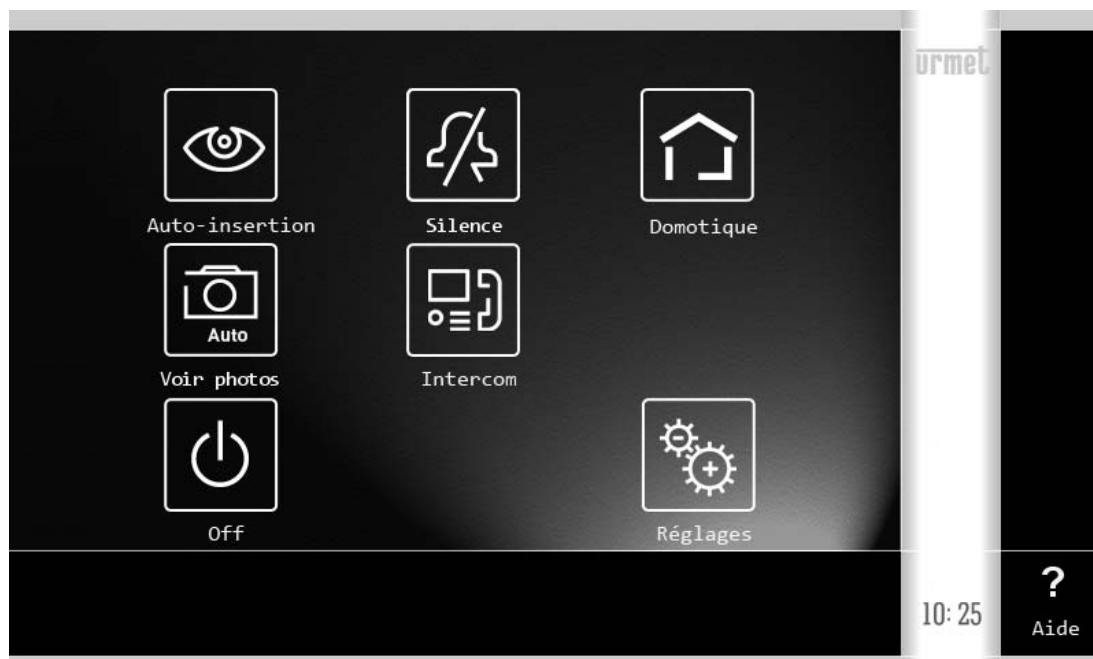 urmet
Auto-insertion
Silence
Domotique
Auto
Voir photos
Intercom
Off
Réglages
10:25
?
Aide